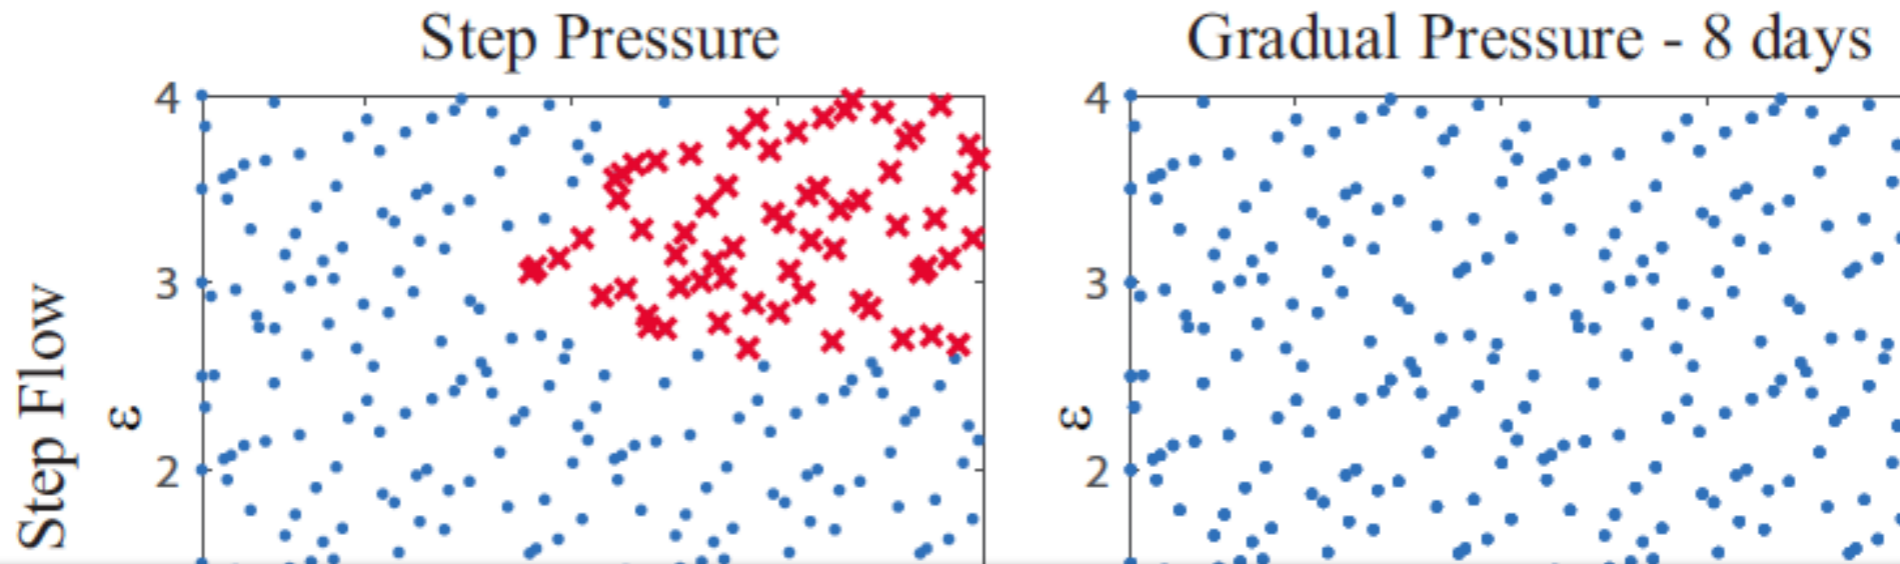 Step Pressure
Gradual Pressure - 8 days
4
3
2
ε
Step Flow
4
3
2
ε